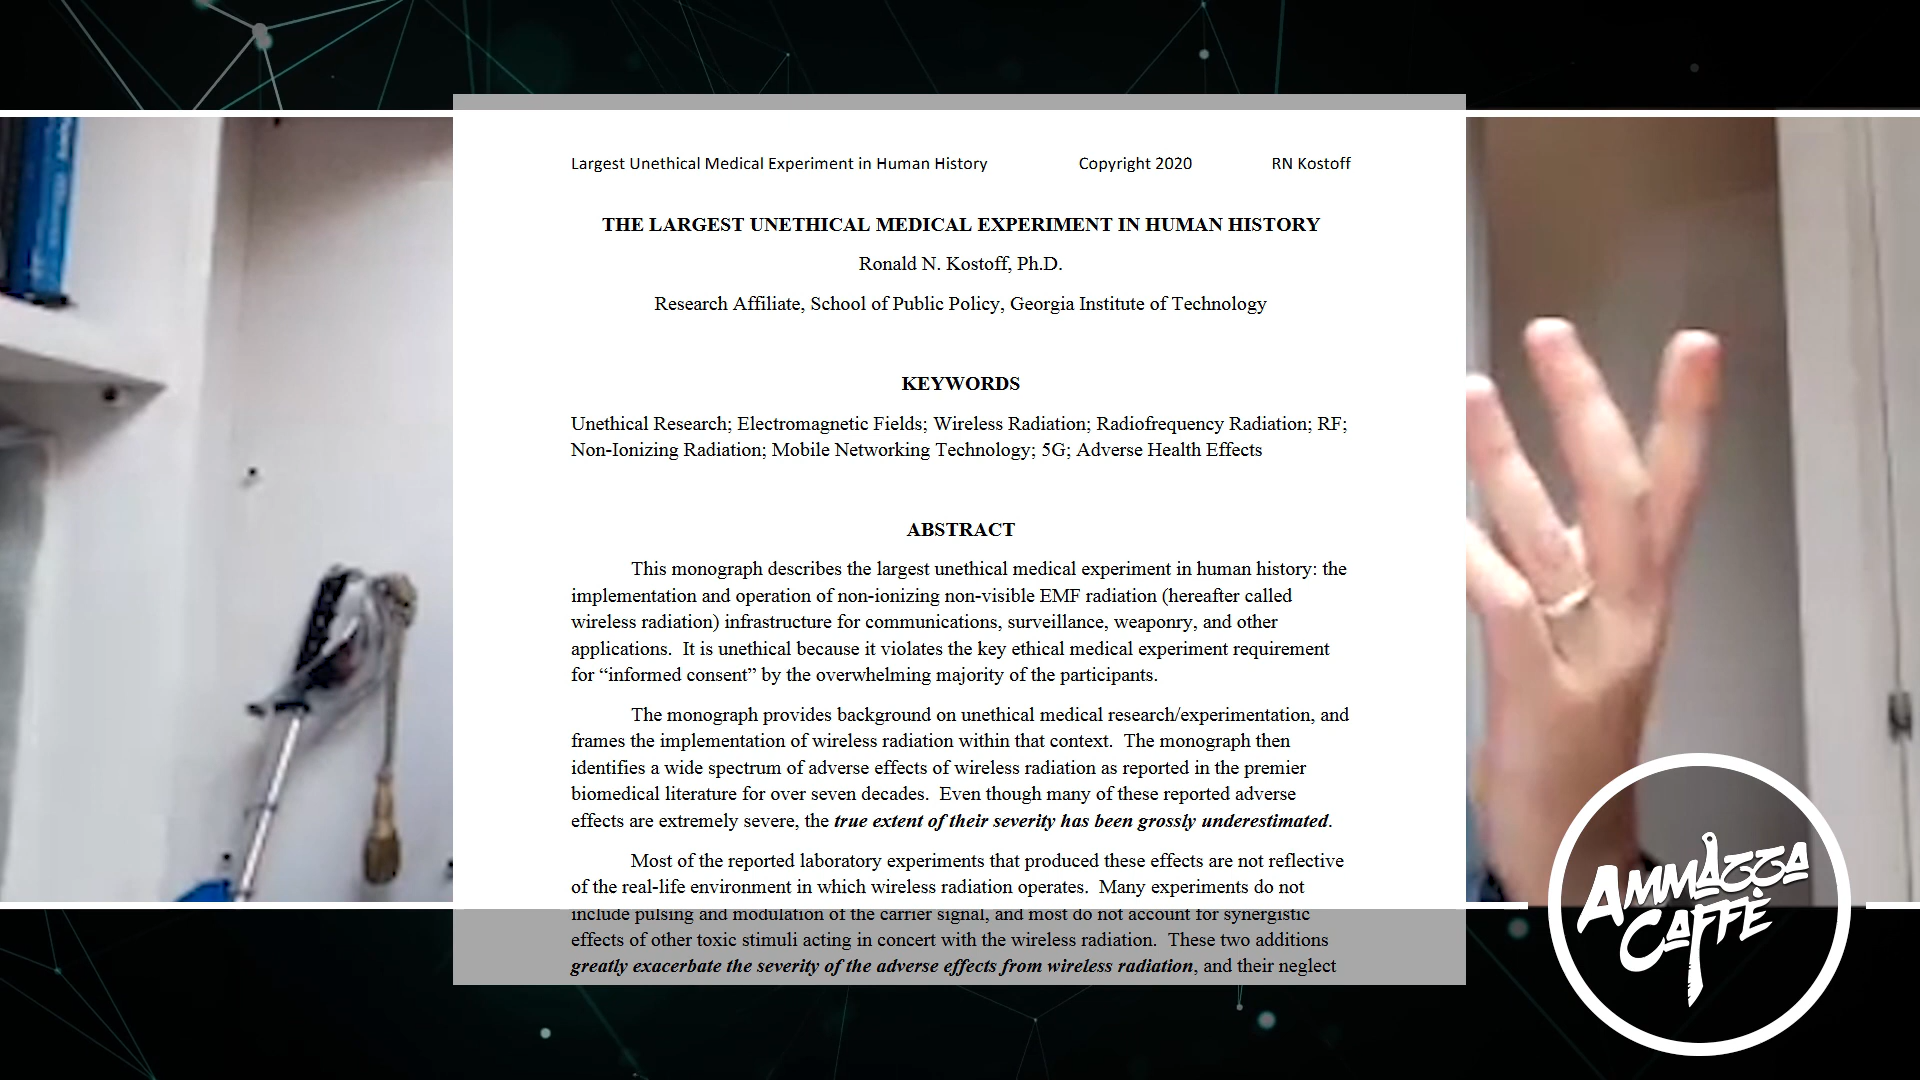 Largest Unethical Medical Experiment in Human History Copyright 2020 RN Kostoff
THE LARGEST UNETHICAL MEDICAL EXPERIMENT IN HUMAN HISTORY
Ronald N. Kostoff, Ph.D.
Research Affiliate, School of Public Policy, Georgia Institute of Technology
KEYWORDS
Unethical Research; Electromagnetic Fields; Wireless Radiation; Radiofrequency Radiation; RF;
Non-Ionizing Radiation; Mobile Networking Technology; 5G; Adverse Health Effects
ABSTRACT
This monograph describes the largest unethical medical experiment in human history: the
implementation and operation of non-ionizing non-visible EMF radiation (hereafter called
wireless radiation) infrastructure for communications, surveillance, weaponry, and other
applications. It is unethical because it violates the key ethical medical experiment requirement
for “informed consent” by the overwhelming majority of the participants.
The monograph provides background on unethical medical research/experimentation, and
frames the implementation of wireless radiation within that context. The monograph then
identifies a wide spectrum of adverse effects of wireless radiation as reported in the premier
biomedical literature for over seven decades. Even though many of these reported adverse
effects are extremely severe, the true extent of their severity has been grossly underestimated.
Most of the reported laboratory experiments that produced these effects are not reflective
of the real-life environment in which wireless radiation operates. Many experiments do not
include pulsing and modulation of the carrier signal, and most do not account for synergistic
effects of other toxic stimuli acting in concert with the wireless radiation. These two additions
greatly exacerbate the severity of the adverse effects from wireless radiation, and their neglect
AMMAZZA
CAFFÈ